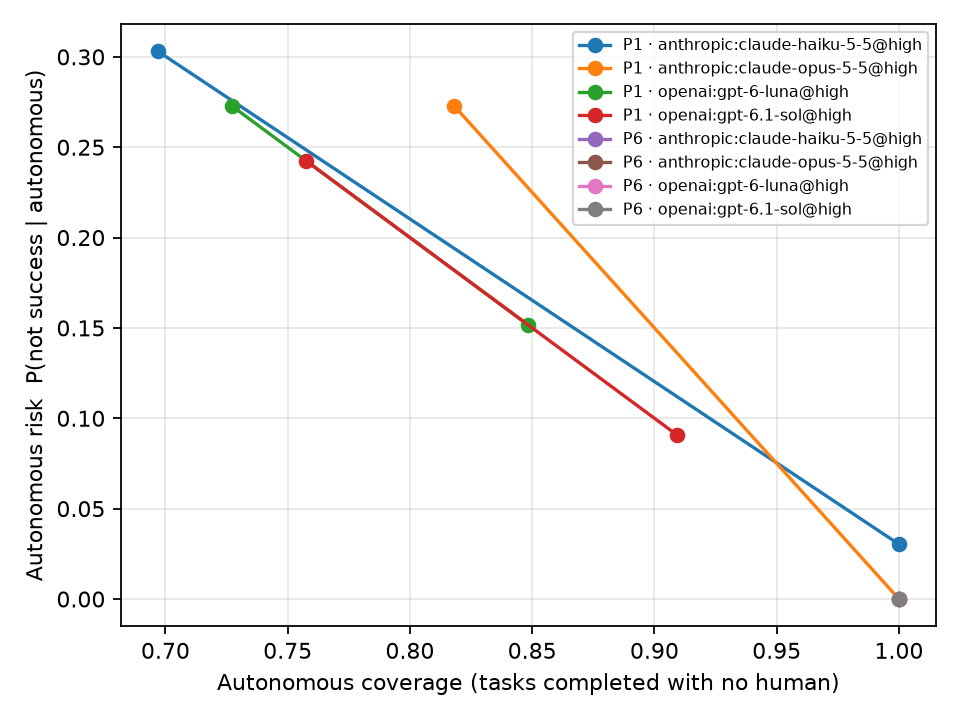 0.30
0.25
0.20
0.15
0.10
0.05
0.00
Autonomous risk P(not success | autonomous)
P1 · anthropic:claude-haiku-5-5@high
P1 · anthropic:claude-opus-5-5@high
P1 · openai:gpt-6-luna@high
P1 · openai:gpt-6.1-sol@high
P6 · anthropic:claude-haiku-5-5@high
P6 · anthropic:claude-opus-5-5@high
P6 · openai:gpt-6-luna@high
P6 · openai:gpt-6.1-sol@high
0.70 0.75 0.80 0.85 0.90 0.95 1.00
Autonomous coverage (tasks completed with no human)